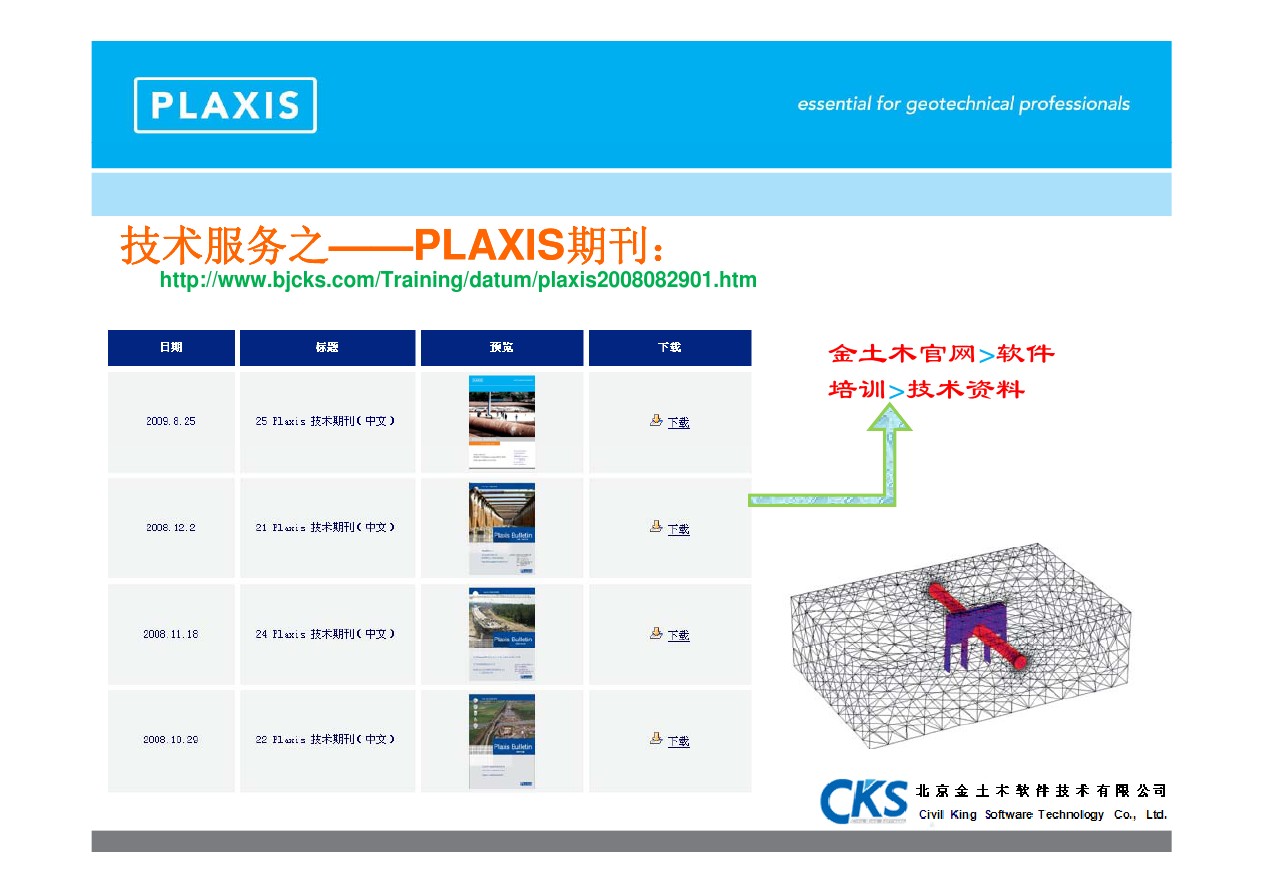 PLAXIS
essential for geotechnical professionals
技术服务之——PLAXIS期刊：
http://www.bjcks.com/Training/datum/plaxis2008082901.htm
日期 标题 预览 下载
2009.8.25 25 Plaxis 技术期刊(中文) 下载
2008.12.2 21 Plaxis 技术期刊(中文) Plaxis Bulletin 下载
2008.11.18 24 Plaxis 技术期刊(中文) Plaxis Bulletin 下载
2008.10.29 22 Plaxis 技术期刊(中文) Plaxis Bulletin 下载
金土木官网>软件
培训>技术资料
CKS
北京金土木软件技术有限公司
Civil King Software Technology Co., Ltd.